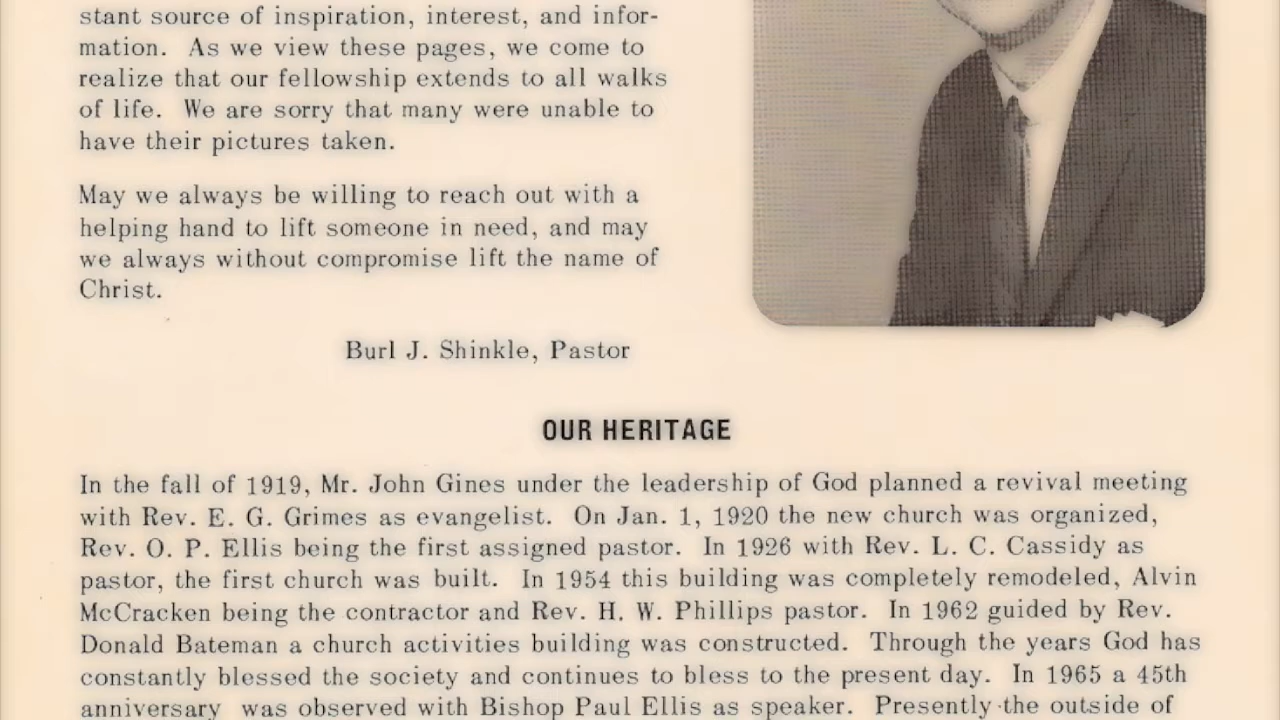 stant source of inspiration, interest, and infor-
mation. As we view these pages, we come to
realize that our fellowship extends to all walks
of life. We are sorry that many were unable to
have their pictures taken.
May we always be willing to reach out with a
helping hand to lift someone in need, and may
we always without compromise lift the name of
Christ.
Burl J. Shinkle, Pastor
OUR HERITAGE
In the fall of 1919, Mr. John Gines under the leadership of God planned a revival meeting
with Rev. E. G. Grimes as evangelist. On Jan. 1, 1920 the new church was organized,
Rev. O. P. Ellis being the first assigned pastor. In 1926 with Rev. L. C. Cassidy as
pastor, the first church was built. In 1954 this building was completely remodeled, Alvin
McCracken being the contractor and Rev. H. W. Phillips pastor. In 1962 guided by Rev.
Donald Bateman a church activities building was constructed. Through the years God has
constantly blessed the society and continues to bless to the present day. In 1965 a 45th
anniversary was observed with Bishop Paul Ellis as speaker. Presently the outside of